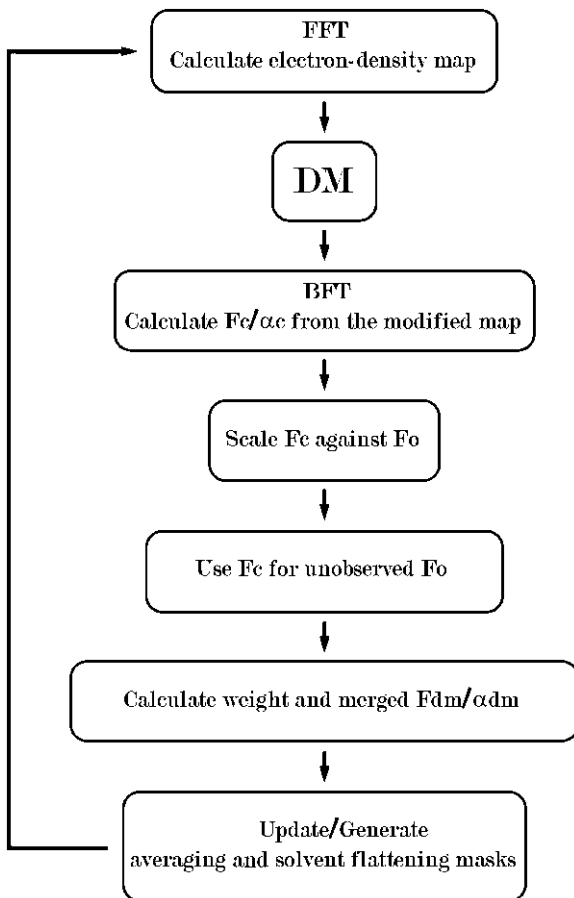 FFT
Calculate electron-density map
DM
BFT
Calculate Fc/αc from the modified map
Scale Fc against Fo
Use Fc for unobserved Fo
Calculate weight and merged Fdm/αdm
Update/Generate
averaging and solvent flattening masks